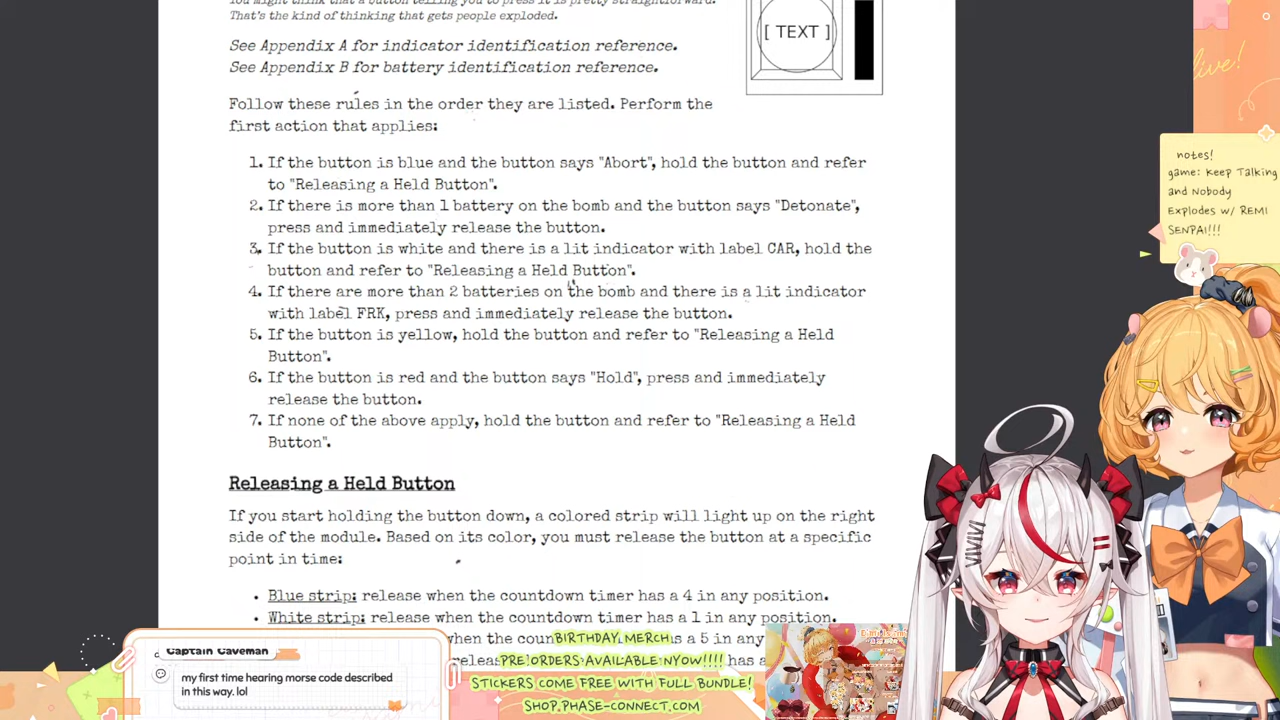 You might think that a button telling you to press it is pretty straightforward.
That's the kind of thinking that gets people exploded.
[ TEXT ]
See Appendix A for indicator identification reference.
See Appendix B for battery identification reference.
Follow these rules in the order they are listed. Perform the
first action that applies:
1. If the button is blue and the button says "Abort", hold the button and refer
to "Releasing a Held Button".
2. If there is more than 1 battery on the bomb and the button says "Detonate",
press and immediately release the button.
3. If the button is white and there is a lit indicator with label CAR, hold the
button and refer to "Releasing a Held Button".
4. If there are more than 2 batteries on the bomb and there is a lit indicator
with label FRK, press and immediately release the button.
5. If the button is yellow, hold the button and refer to "Releasing a Held
Button".
6. If the button is red and the button says "Hold", press and immediately
release the button.
7. If none of the above apply, hold the button and refer to "Releasing a Held
Button".
Releasing a Held Button
If you start holding the button down, a colored strip will light up on the right
side of the module. Based on its color, you must release the button at a specific
point in time:
• Blue strip: release when the countdown timer has a 4 in any position.
• White strip: release when the countdown timer has a 1 in any position.
when the coun
s a 5 in any
has a
live!
notes!
game: Keep Talking
and Nobody
Explodes w/ REMI
SENPAI!!!
Captain Caveman
my first time hearing morse code described
in this way. lol
BIRTHDAY MERCH
PRE-ORDERS AVAILABLE NYOW!!!!
STICKERS COME FREE WITH FULL BUNDLE!
SHOP.PHASE-CONNECT.COM